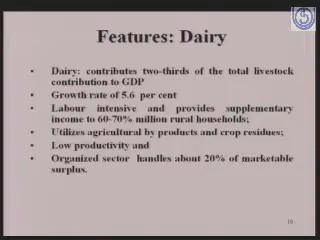 Features: Dairy
• Dairy: contributes two-thirds of the total livestock
contribution to GDP
• Growth rate of 5.6 per cent
• Labour intensive and provides supplementary
income to 60-70% million rural households;
• Utilizes agricultural by products and crop residues;
• Low productivity and
• Organized sector handles about 20% of marketable
surplus.